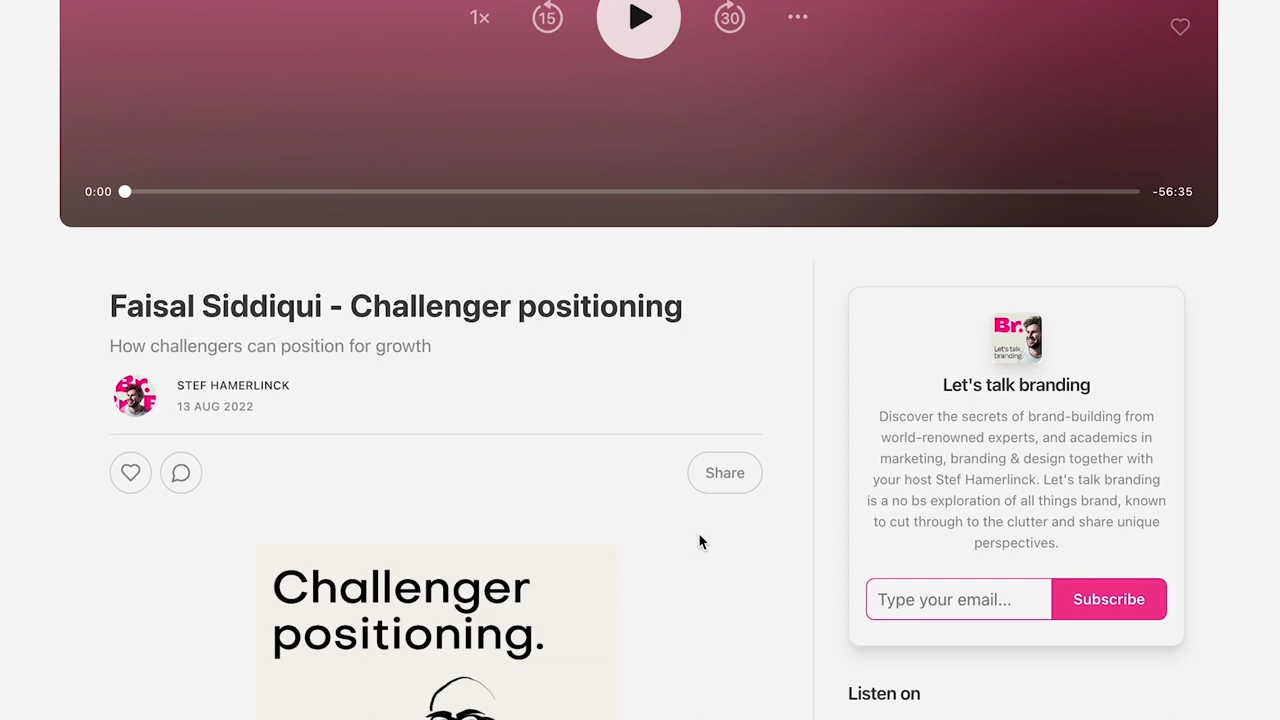 1×
15
30
0:00
-56:35
Faisal Siddiqui - Challenger positioning
How challengers can position for growth
STEF HAMERLINCK
13 AUG 2022
Share
Challenger
positioning.
Br.
Let's talk
branding
Let's talk branding
Discover the secrets of brand-building from
world-renowned experts, and academics in
marketing, branding & design together with
your host Stef Hamerlinck. Let's talk branding
is a no bs exploration of all things brand, known
to cut through to the clutter and share unique
perspectives.
Type your email...
Subscribe
Listen on